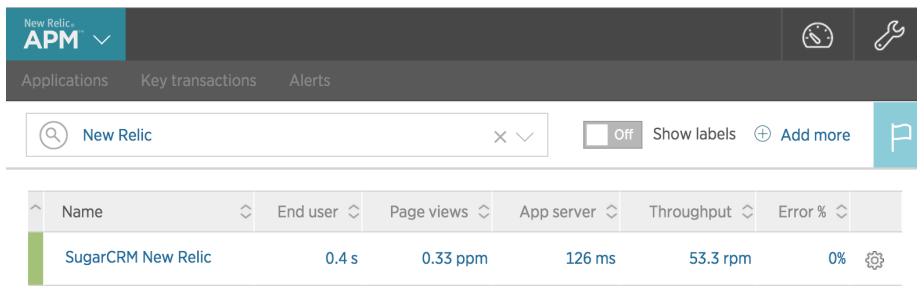 New Relic.
APM™
Applications Key transactions Alerts
New Relic Off Show labels Add more
Name End user Page views App server Throughput Error %
SugarCRM New Relic 0.4 s 0.33 ppm 126 ms 53.3 rpm 0%